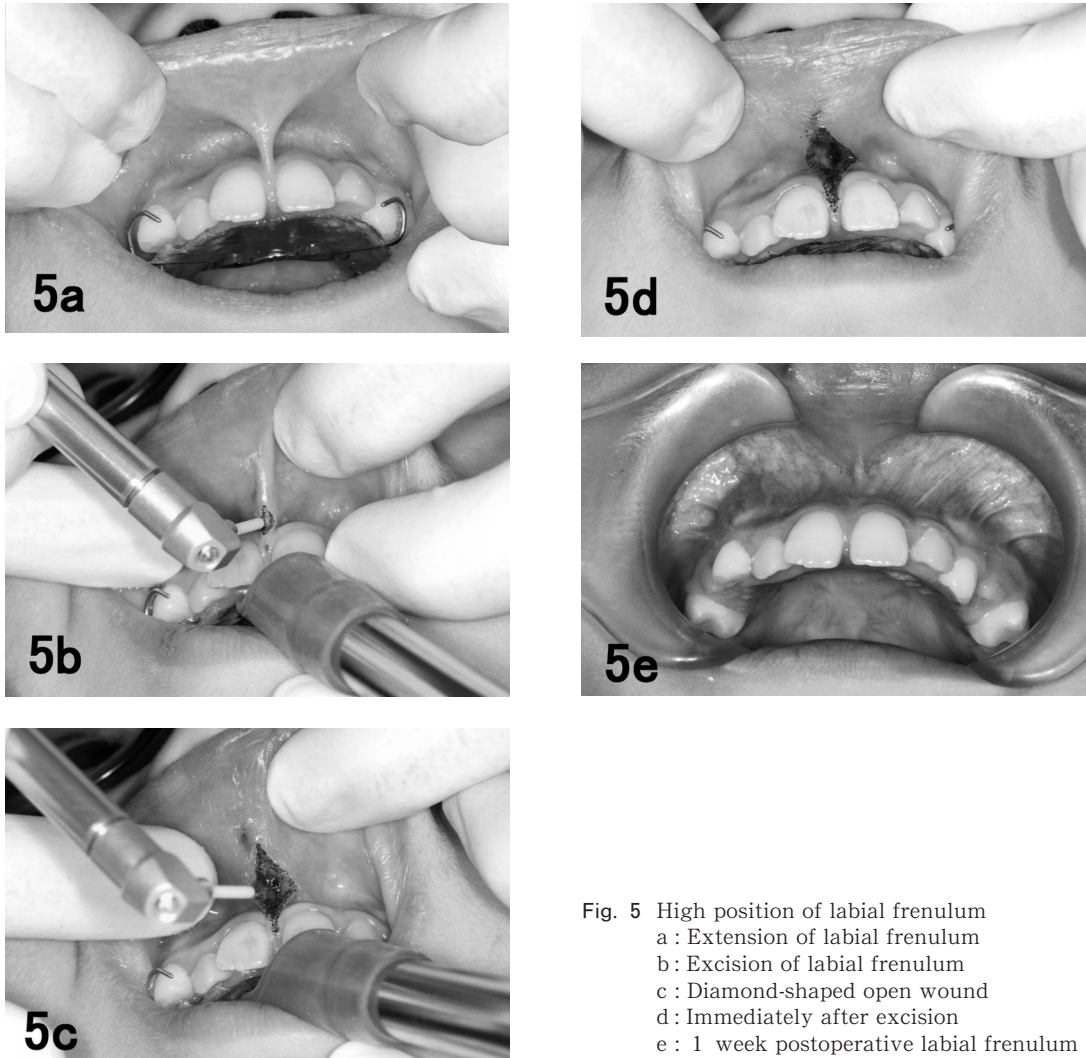 5a
5d
5b
5e
5c
Fig. 5 High position of labial frenulum
a : Extension of labial frenulum
b : Excision of labial frenulum
c : Diamond-shaped open wound
d : Immediately after excision
e : 1 week postoperative labial frenulum